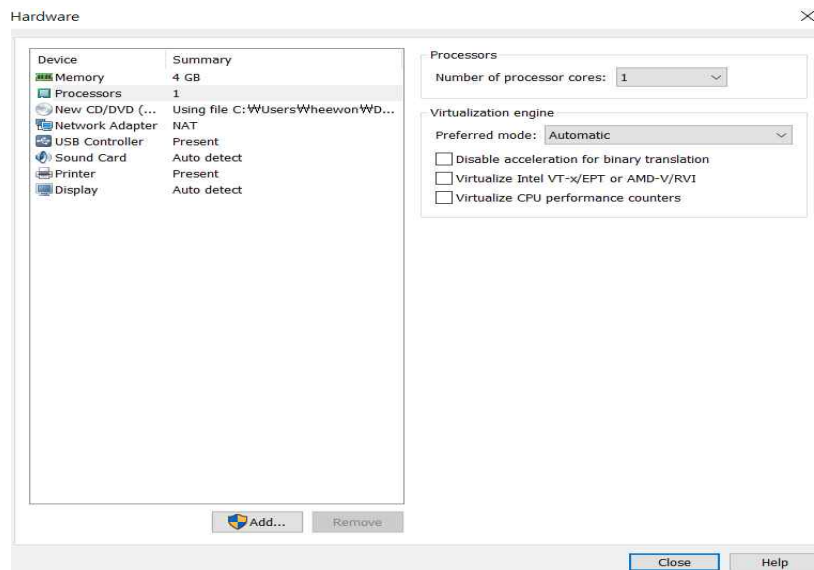 Hardware
Device Summary
Memory 4 GB
Processors 1
New CD/DVD (... Using file C:₩Users₩heewon₩D...
Network Adapter NAT
USB Controller Present
Sound Card Auto detect
Printer Present
Display Auto detect
Add... Remove
Processors
Number of processor cores: 1
Virtualization engine
Preferred mode: Automatic
Disable acceleration for binary translation
Virtualize Intel VT-x/EPT or AMD-V/RVI
Virtualize CPU performance counters
Close Help